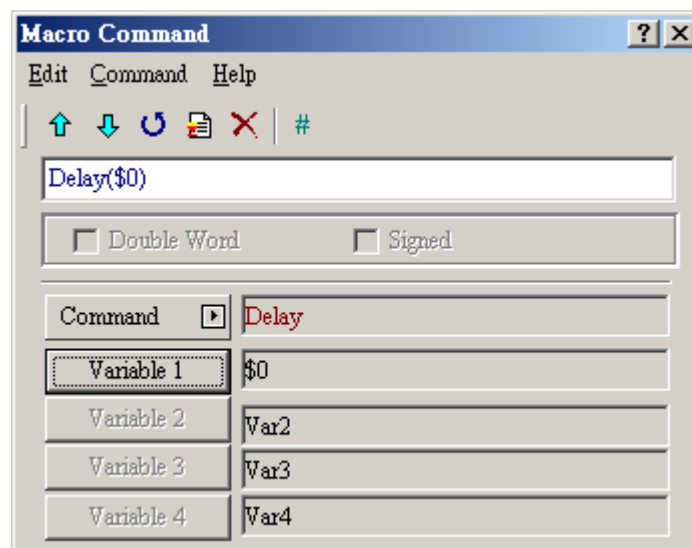 Macro Command
Edit Command Help
#
Delay($0)
Double Word Signed
Command Delay
Variable 1 $0
Variable 2 Var2
Variable 3 Var3
Variable 4 Var4